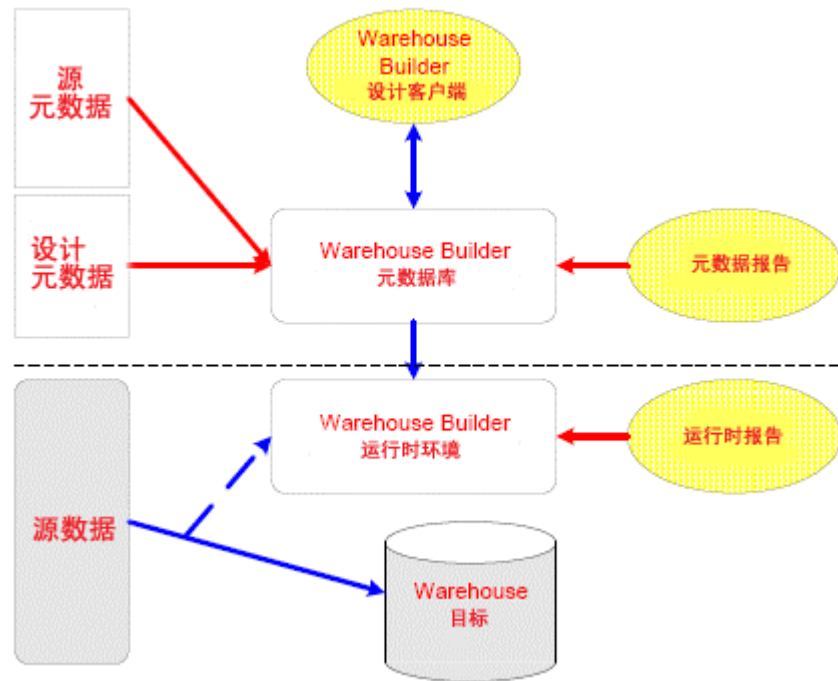 源
元数据
Warehouse
Builder
设计客户端
设计
元数据
Warehouse Builder
元数据库
元数据报告
Warehouse Builder
运行时环境
运行时报告
源数据
Warehouse
目标